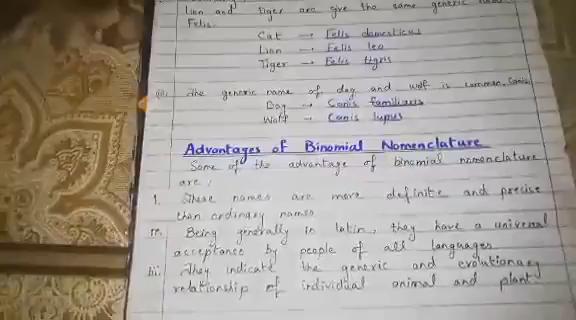 Lion and tiger are give the same generic name
Felis.
Cat → Felis domesticus
Lion → Felis leo
Tiger → Felis tigris
The generic name of dog and wolf is common. Canis
Dog → Canis familiaris
Wolf → Canis lupus
Advantages of Binomial Nomenclature
Some of the advantage of binomial nomenclature
are :
1. These names are more definite and precise
than ordinary names
Being generally in latin, they have a universal
acceptance by people of all languages
They indicate the generic and evolutionary
relationship of individual animal and plant.